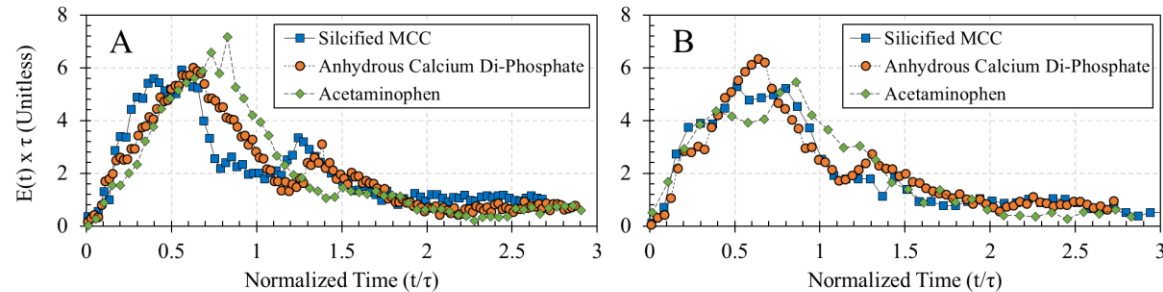 E(t) x τ (Unitless)
8
6
4
2
0
A
Silcified MCC
Anhydrous Calcium Di-Phosphate
Acetaminophen
0 0.5 1 1.5 2 2.5 3
Normalized Time (t/τ)
8
6
4
2
0
B
Silicified MCC
Anhydrous Calcium Di-Phosphate
Acetaminophen
0 0.5 1 1.5 2 2.5 3
Normalized Time (t/τ)